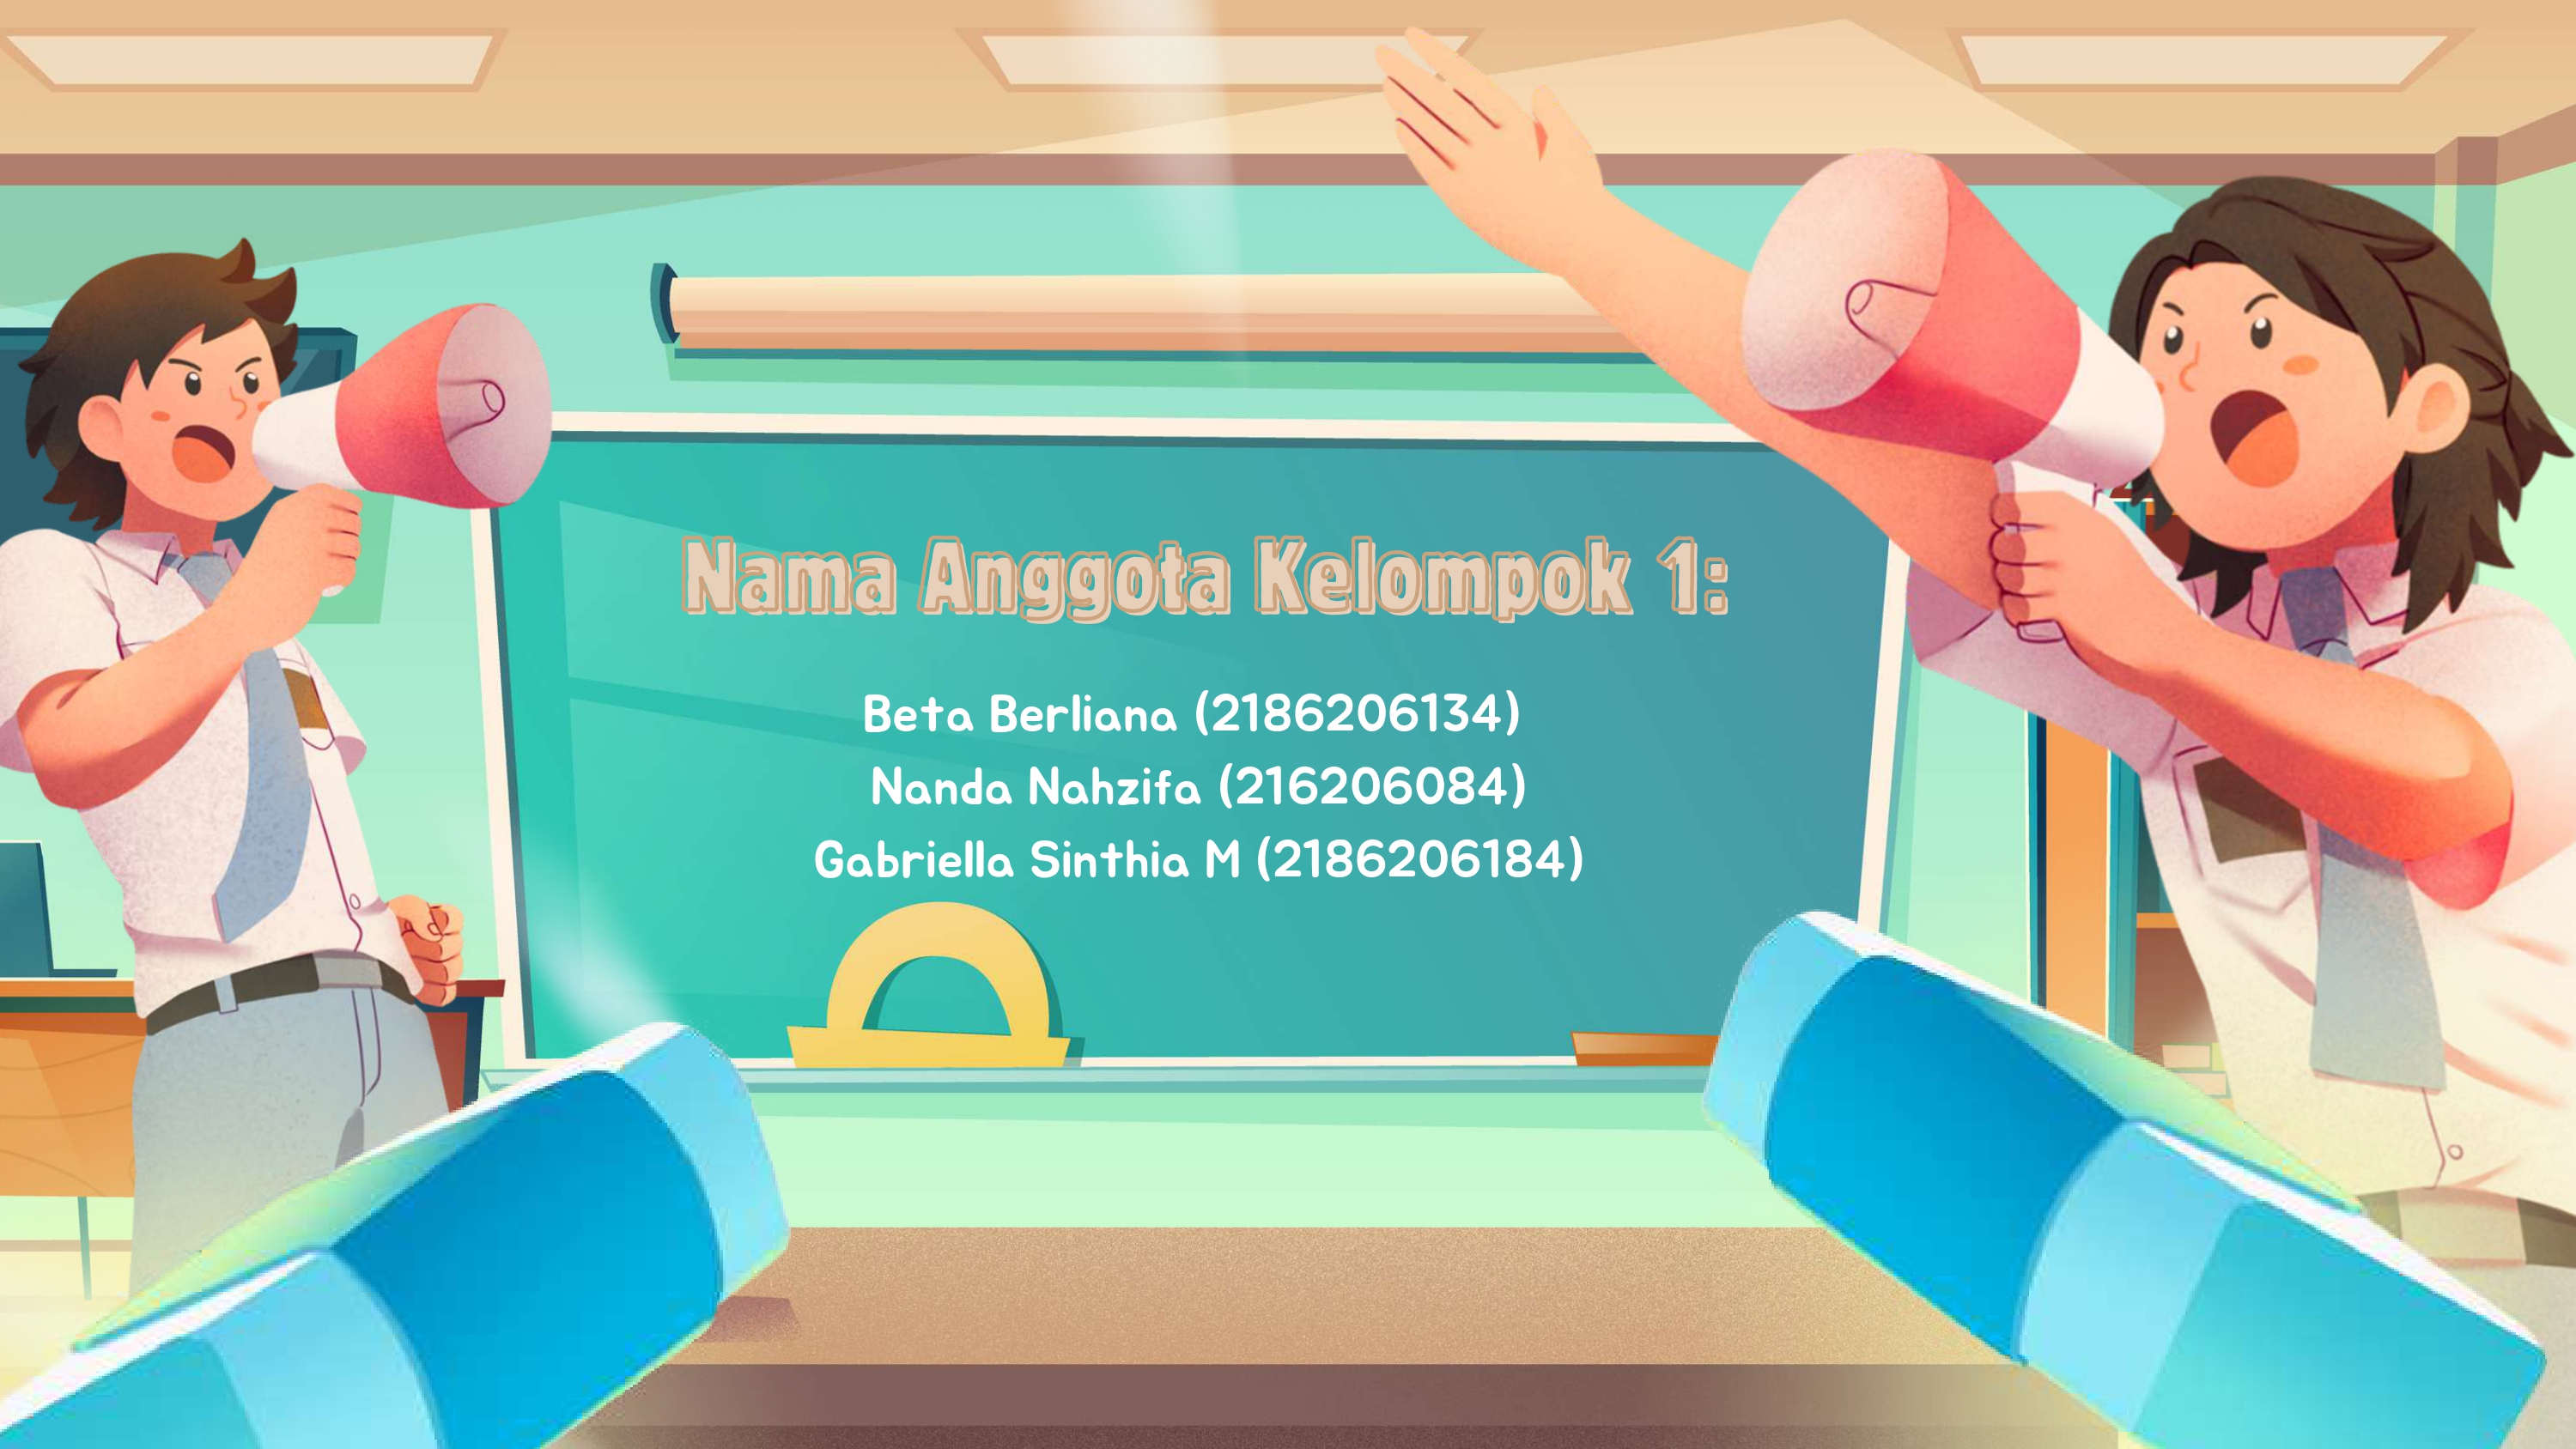 Nama Anggota Kelompok 1:
Beta Berliana (2186206134)
Nanda Nahzifa (216206084)
Gabriella Sinthia M (2186206184)